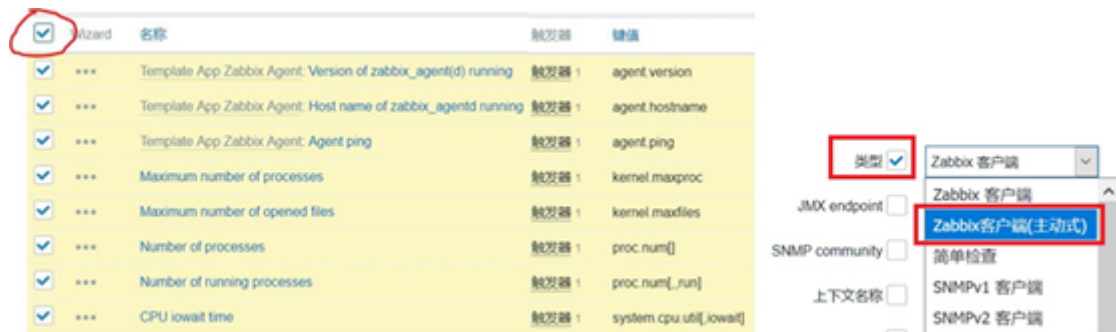 Wizard 名称 触发器 键值
••• Template App Zabbix Agent: Version of zabbix_agent(d) running 触发器 1 agent.version
••• Template App Zabbix Agent: Host name of zabbix_agentd running 触发器 1 agent.hostname
••• Template App Zabbix Agent: Agent ping 触发器 1 agent.ping
••• Maximum number of processes 触发器 1 kernel.maxproc
••• Maximum number of opened files 触发器 1 kernel.maxfiles
••• Number of processes 触发器 1 proc.num[]
••• Number of running processes 触发器 1 proc.num[,,run]
••• CPU iowait time 触发器 1 system.cpu.util[,iowait]
类型 Zabbix 客户端
Zabbix 客户端
JMX endpoint
Zabbix客户端(主动式)
SNMP community
简单检查
SNMPv1 客户端
上下文名称
SNMPv2 客户端